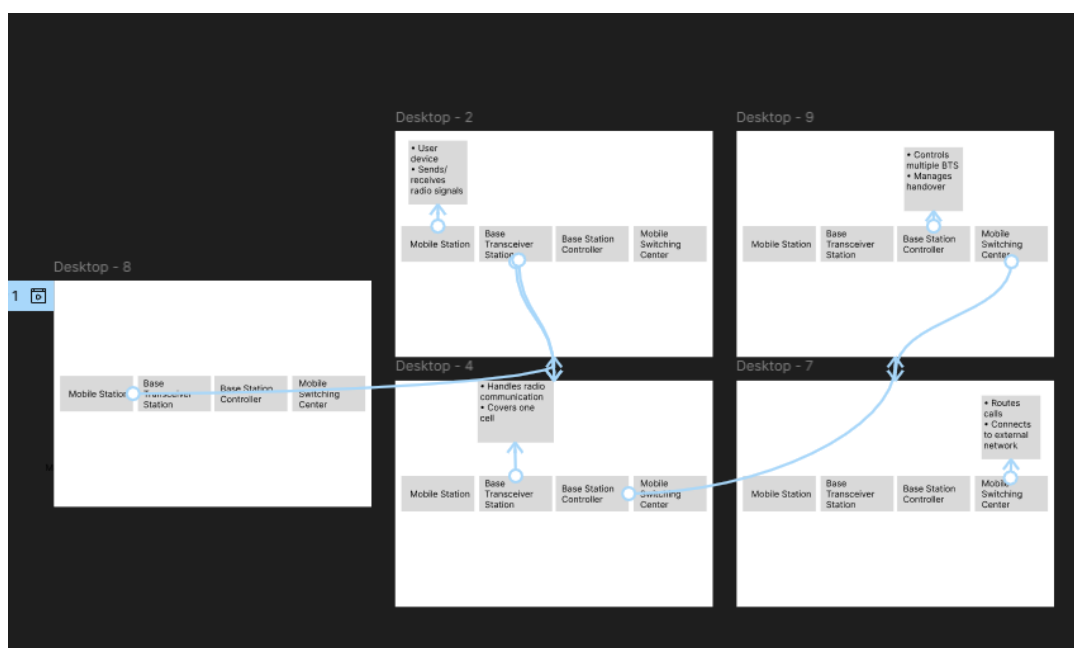 Desktop - 2
• User
device
• Sends/
receives
radio signals
Mobile Station
Base
Transceiver
Station
Base Station
Controller
Mobile
Switching
Center
Desktop - 9
• Controls
multiple BTS
• Manages
handover
Mobile Station
Base
Transceiver
Station
Base Station
Controller
Mobile
Switching
Center
Desktop - 8
1
Mobile Station
Base
Transceiver
Station
Base Station
Controller
Mobile
Switching
Center
Desktop - 4
• Handles radio
communication
• Covers one
cell
Mobile Station
Base
Transceiver
Station
Base Station
Controller
Mobile
Switching
Center
Desktop - 7
• Routes
calls
• Connects
to external
network
Mobile Station
Base
Transceiver
Station
Base Station
Controller
Mobile
Switching
Center